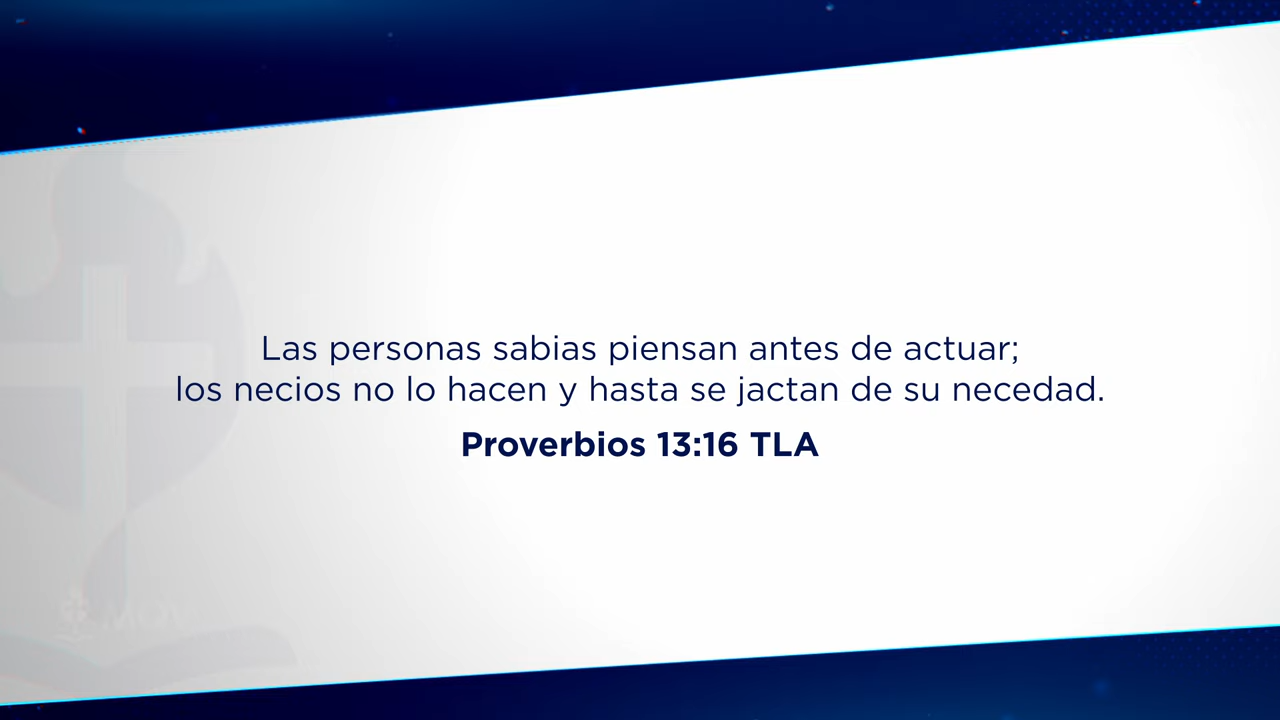 Las personas sabias piensan antes de actuar;
los necios no lo hacen y hasta se jactan de su necedad.
Proverbios 13:16 TLA